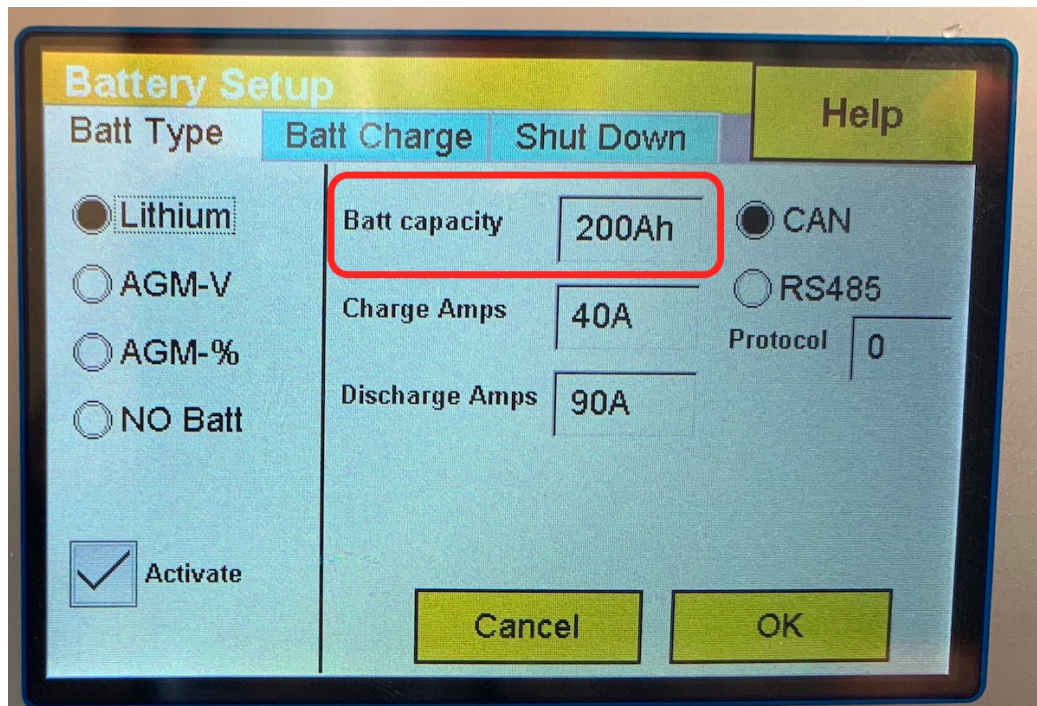 Battery Setup
Help
Batt Type Batt Charge Shut Down
Lithium
AGM-V
AGM-%
NO Batt
Activate
Batt capacity 200Ah
Charge Amps 40A
Discharge Amps 90A
CAN
RS485
Protocol 0
Cancel OK